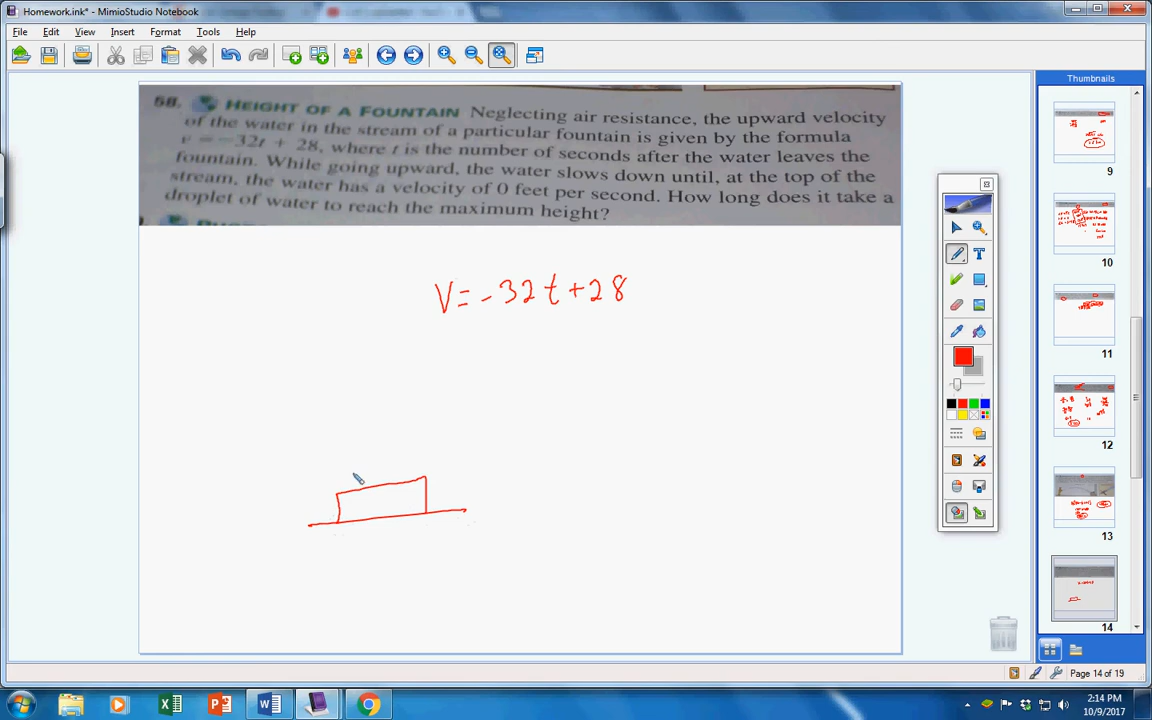 Homework.ink* - MimioStudio Notebook
File Edit View Insert Format Tools Help
Thumbnails
68. HEIGHT OF A FOUNTAIN Neglecting air resistance, the upward velocity
of the water in the stream of a particular fountain is given by the formula
v = -32t + 28, where t is the number of seconds after the water leaves the
fountain. While going upward, the water slows down until, at the top of the
stream, the water has a velocity of 0 feet per second. How long does it take a
droplet of water to reach the maximum height?
V=-32t+28
T
9
10
11
12
13
14
Page 14 of 19
2:14 PM
10/9/2017